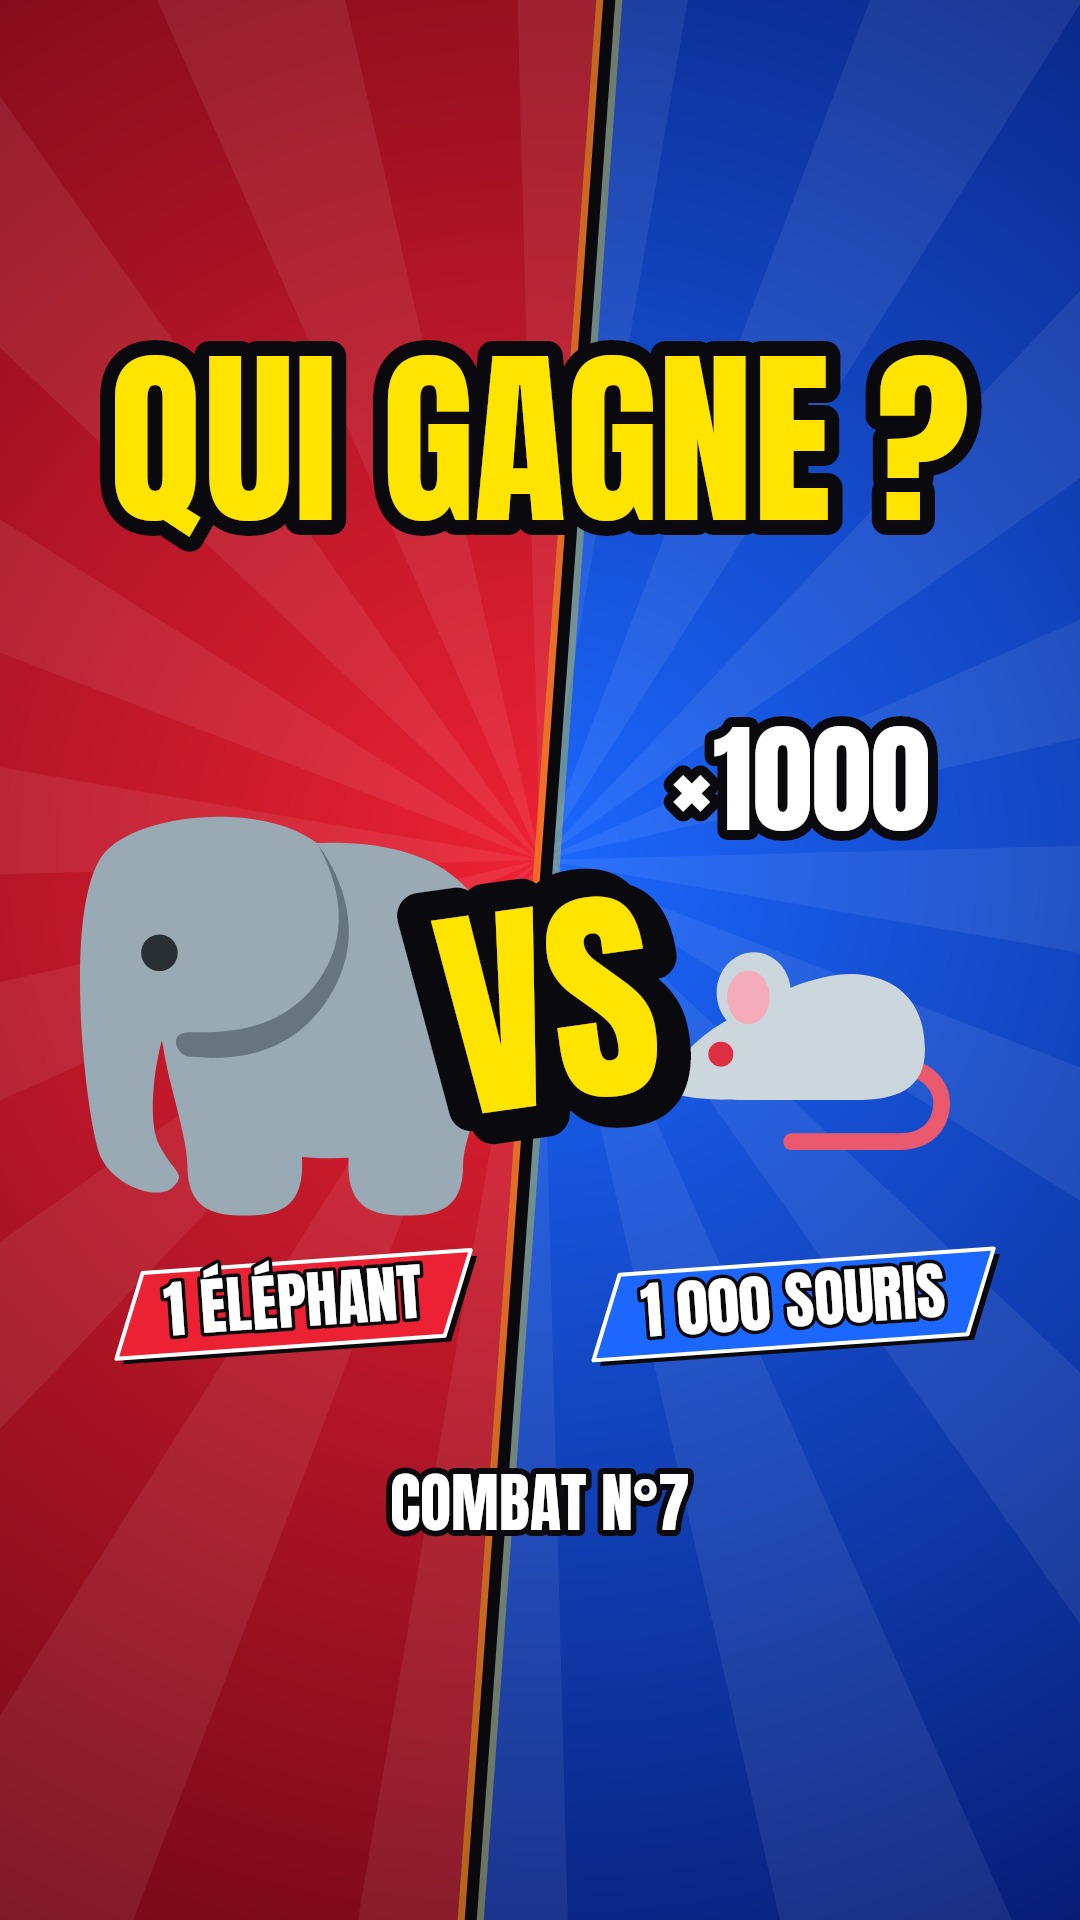 QUI GAGNE ?
×1000
VS
1 ÉLÉPHANT
1 000 SOURIS
COMBAT N°7